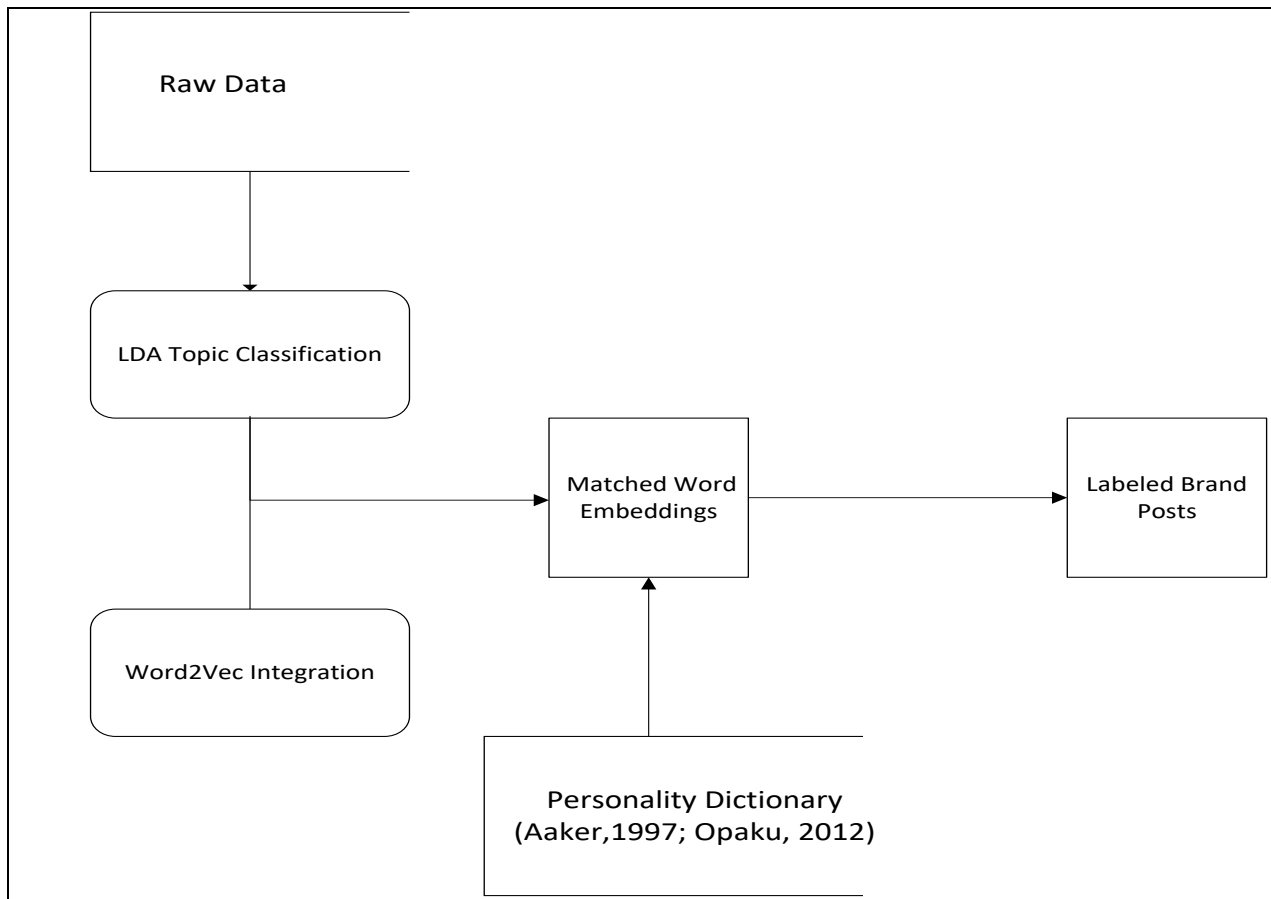 Raw Data
LDA Topic Classification
Matched Word
Embeddings
Labeled Brand
Posts
Word2Vec Integration
Personality Dictionary
(Aaker,1997; Opaku, 2012)